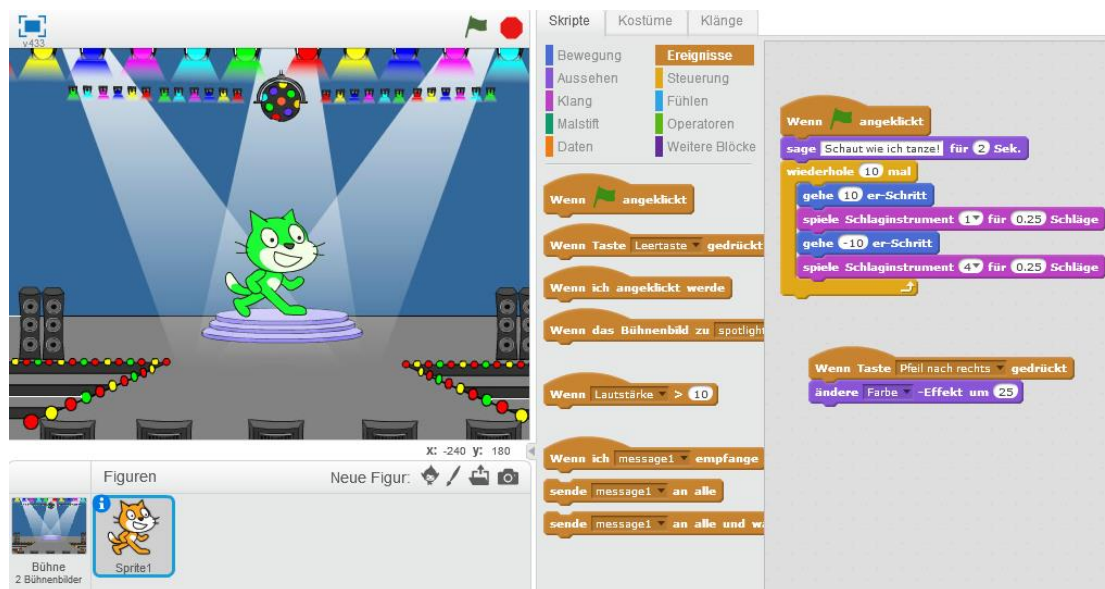 v433
x: -240 y: 180
Figuren
Neue Figur:
Bühne
2 Bühnenbilder
Sprite1
Skripte
Kostüme
Klänge
Bewegung
Ereignisse
Aussehen
Steuerung
Klang
Fühlen
Malstift
Operatoren
Daten
Weitere Blöcke
Wenn angeklickt
Wenn Taste Leertaste gedrückt
Wenn ich angeklickt werde
Wenn das Bühnenbild zu spotlight
Wenn Lautstärke > 10
Wenn ich message1 empfange
sende message1 an alle
sende message1 an alle und wa
Wenn angeklickt
sage Schaut wie ich tanze! für 2 Sek.
wiederhole 10 mal
gehe 10 er-Schritt
spiele Schlaginstrument 1 für 0.25 Schläge
gehe -10 er-Schritt
spiele Schlaginstrument 4 für 0.25 Schläge
Wenn Taste Pfeil nach rechts gedrückt
ändere Farbe -Effekt um 25